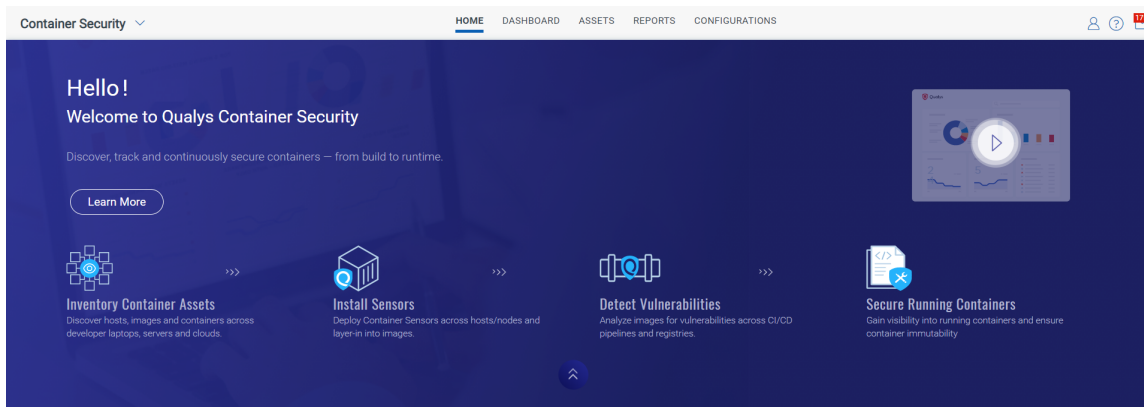 Container Security
HOME DASHBOARD ASSETS REPORTS CONFIGURATIONS
17
Hello!
Welcome to Qualys Container Security
Discover, track and continuously secure containers — from build to runtime.
Learn More
Qualys
Inventory Container Assets
Discover hosts, images and containers across
developer laptops, servers and clouds.
Install Sensors
Deploy Container Sensors across hosts/nodes and
layer-in into images.
Detect Vulnerabilities
Analyze images for vulnerabilities across CI/CD
pipelines and registries.
Secure Running Containers
Gain visibility into running containers and ensure
container immutability